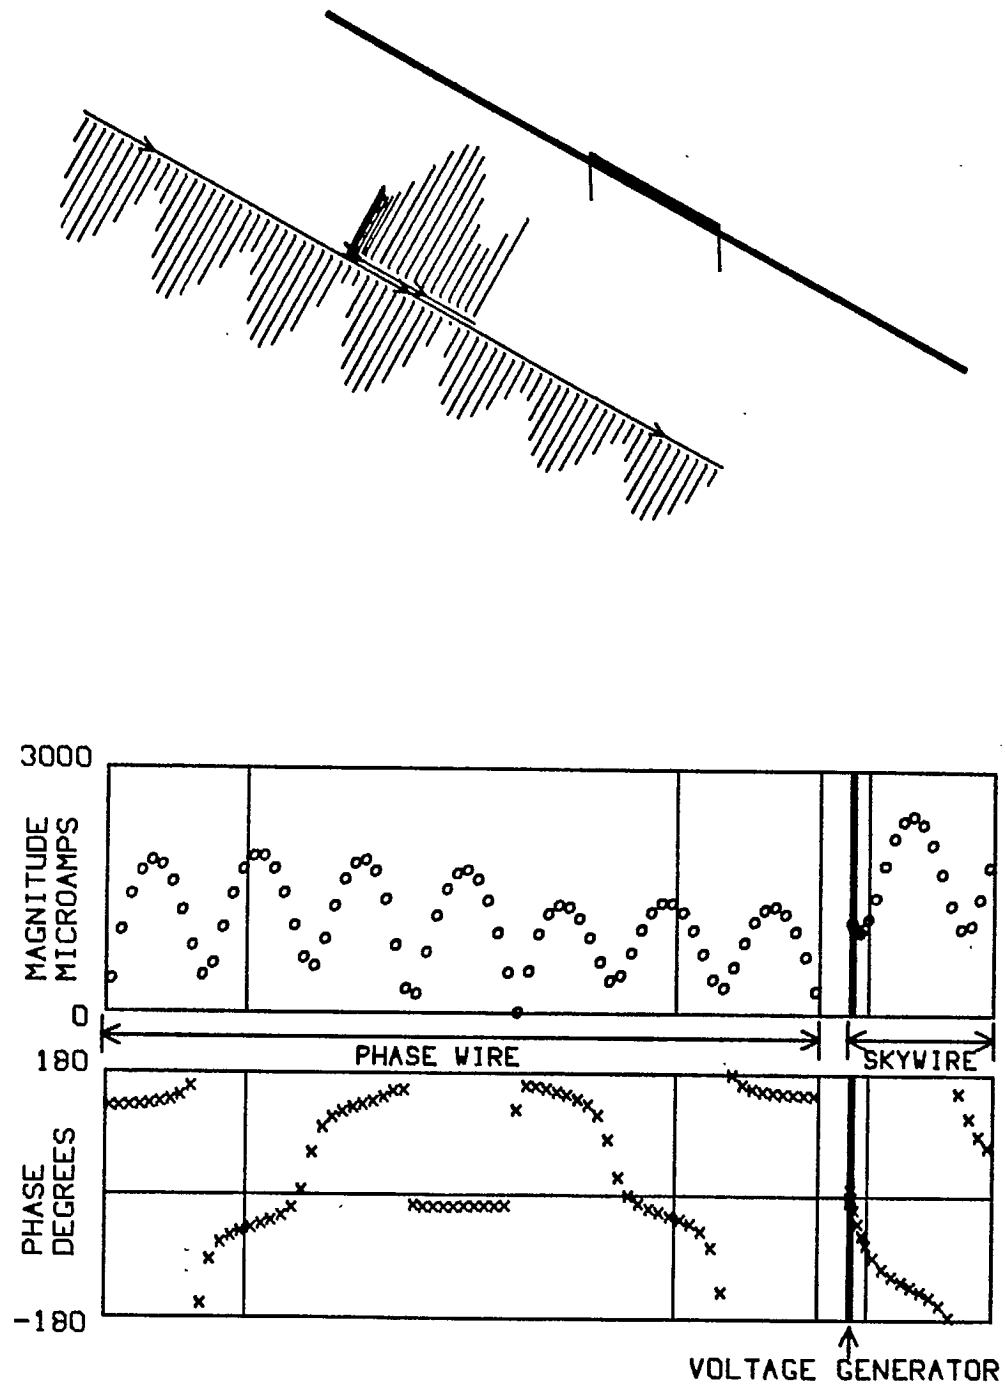 3000
MAGNITUDE
MICROAMPS
0
PHASE WIRE
SKYWIRE
180
PHASE
DEGREES
-180
VOLTAGE GENERATOR